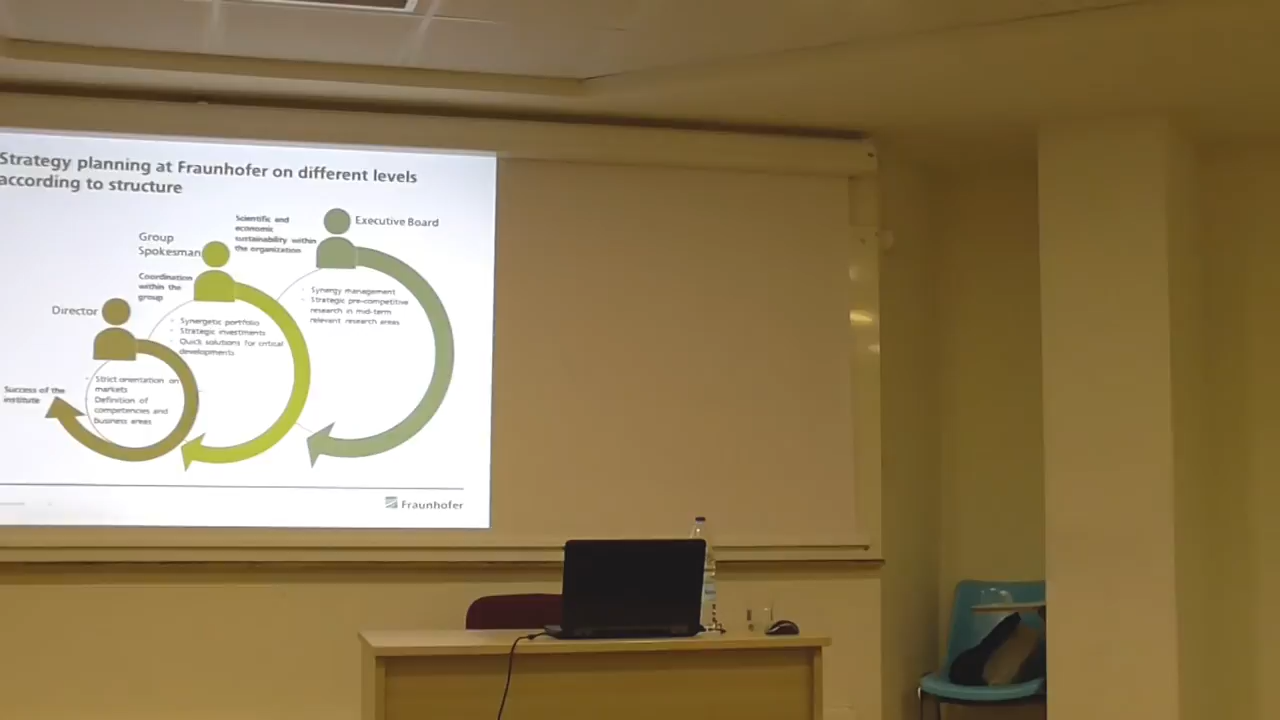 Strategy planning at Fraunhofer on different levels
according to structure
Scientific and
economic
sustainability within
the organization
Executive Board
Group
Spokesman
Coordination
within the
group
Synergy management
Strategic pre-competitive
research in mid-term
relevant research areas
Director
Synergetic portfolio
Strategic investments
Quick solutions for critical
developments
Success of the
institute
Strict orientation on
markets
Definition of
competencies and
business areas
Fraunhofer